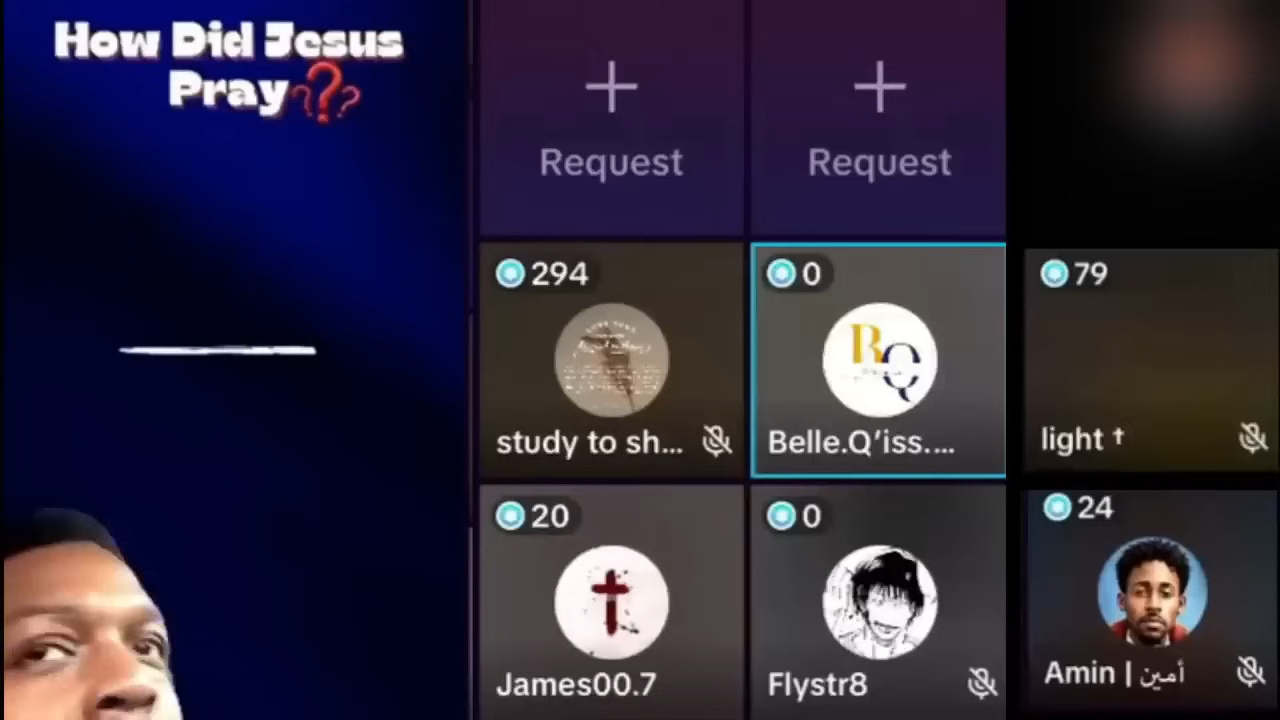 How Did Jesus
Pray???
Request
Request
294
0
79
study to sh...
Belle.Q'iss....
light †
20
0
24
James00.7
Flystr8
Amin | أمين
BQ